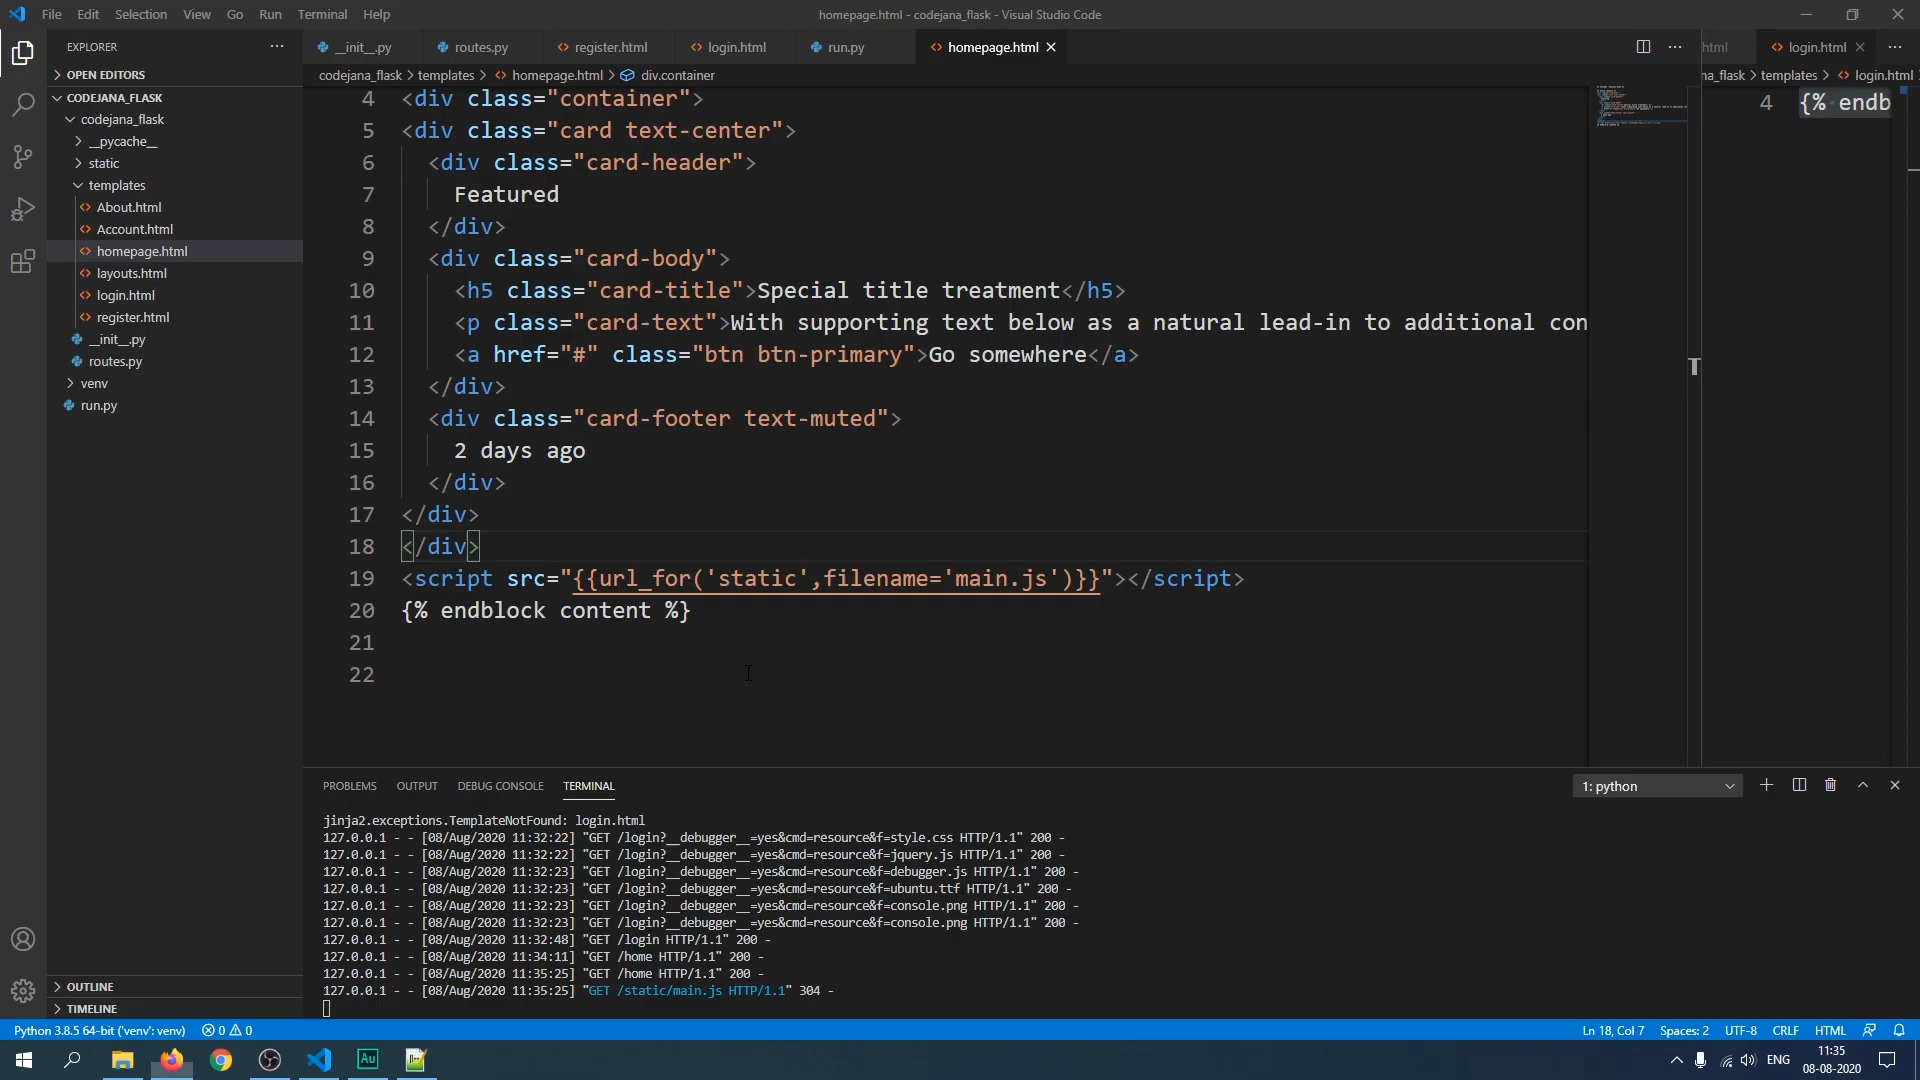 File Edit Selection View Go Run Terminal Help
homepage.html - codejana_flask - Visual Studio Code
EXPLORER
OPEN EDITORS
CODEJANA_FLASK
codejana_flask
__pycache__
static
templates
About.html
Account.html
homepage.html
layouts.html
login.html
register.html
__init__.py
routes.py
venv
run.py
OUTLINE
TIMELINE
__init__.py routes.py register.html login.html run.py homepage.html
codejana_flask > templates > homepage.html > div.container
4 <div class="container">
5 <div class="card text-center">
6 <div class="card-header">
7 Featured
8 </div>
9 <div class="card-body">
10 <h5 class="card-title">Special title treatment</h5>
11 <p class="card-text">With supporting text below as a natural lead-in to additional con
12 <a href="#" class="btn btn-primary">Go somewhere</a>
13 </div>
14 <div class="card-footer text-muted">
15 2 days ago
16 </div>
17 </div>
18 </div>
19 <script src="{{url_for('static',filename='main.js')}}"></script>
20 {% endblock content %}
21
22
html login.html
na_flask > templates > login.html
4 {% endb
PROBLEMS OUTPUT DEBUG CONSOLE TERMINAL
1: python
jinja2.exceptions.TemplateNotFound: login.html
127.0.0.1 - - [08/Aug/2020 11:32:22] "GET /login?__debugger__=yes&cmd=resource&f=style.css HTTP/1.1" 200 -
127.0.0.1 - - [08/Aug/2020 11:32:22] "GET /login?__debugger__=yes&cmd=resource&f=jquery.js HTTP/1.1" 200 -
127.0.0.1 - - [08/Aug/2020 11:32:23] "GET /login?__debugger__=yes&cmd=resource&f=debugger.js HTTP/1.1" 200 -
127.0.0.1 - - [08/Aug/2020 11:32:23] "GET /login?__debugger__=yes&cmd=resource&f=ubuntu.ttf HTTP/1.1" 200 -
127.0.0.1 - - [08/Aug/2020 11:32:23] "GET /login?__debugger__=yes&cmd=resource&f=console.png HTTP/1.1" 200 -
127.0.0.1 - - [08/Aug/2020 11:32:23] "GET /login?__debugger__=yes&cmd=resource&f=console.png HTTP/1.1" 200 -
127.0.0.1 - - [08/Aug/2020 11:32:48] "GET /login HTTP/1.1" 200 -
127.0.0.1 - - [08/Aug/2020 11:34:11] "GET /home HTTP/1.1" 200 -
127.0.0.1 - - [08/Aug/2020 11:35:25] "GET /home HTTP/1.1" 200 -
127.0.0.1 - - [08/Aug/2020 11:35:25] "GET /static/main.js HTTP/1.1" 304 -
Python 3.8.5 64-bit ('venv': venv) 0 0
Ln 18, Col 7 Spaces: 2 UTF-8 CRLF HTML
Au
ENG
11:35
08-08-2020